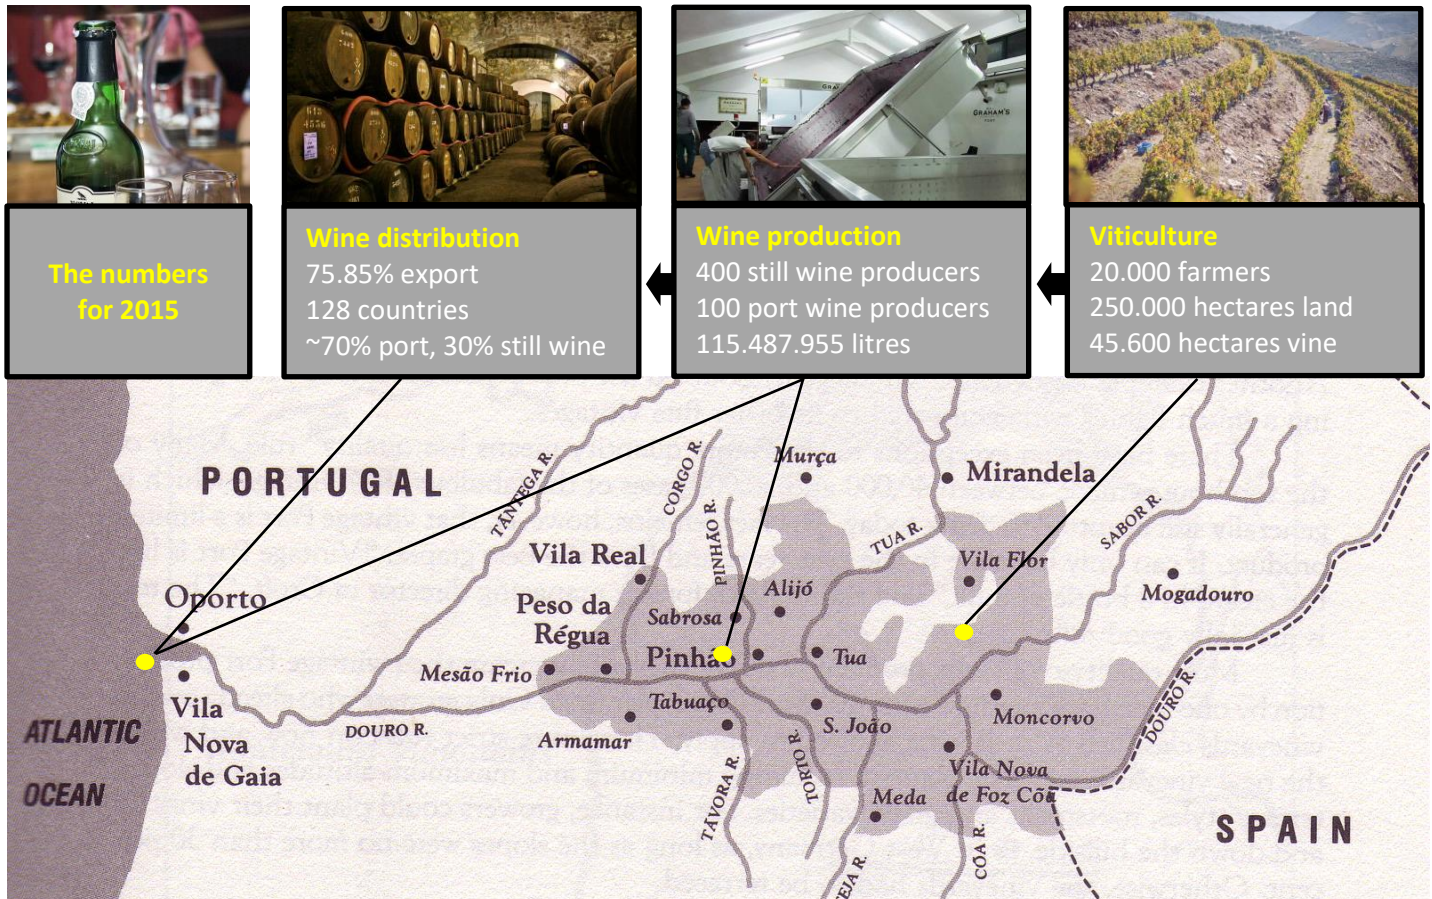 The numbers
for 2015
Wine distribution
75.85% export
128 countries
~70% port, 30% still wine
Wine production
400 still wine producers
100 port wine producers
115.487.955 litres
Viticulture
20.000 farmers
250.000 hectares land
45.600 hectares vine
GRAHAM'S
PORTUGAL
TÂNTEGA R.
CORGO R.
PINHÃO R.
Murça
Mirandela
TUA R.
SABOR R.
Vila Real
Vila Flor
Mogadouro
Oporto
Peso da
Régua
Sabrosa
Alijó
Mesão Frio
Pinhão
Tua
Vila
Nova
de Gaia
ATLANTIC
OCEAN
DOURO R.
Armamar
Tabuaço
S. João
Moncorvo
DOURO R.
TÁVORA R.
TORTO R.
Meda
Vila Nova
de Foz Côa
CÔA R.
EJA R.
SPAIN